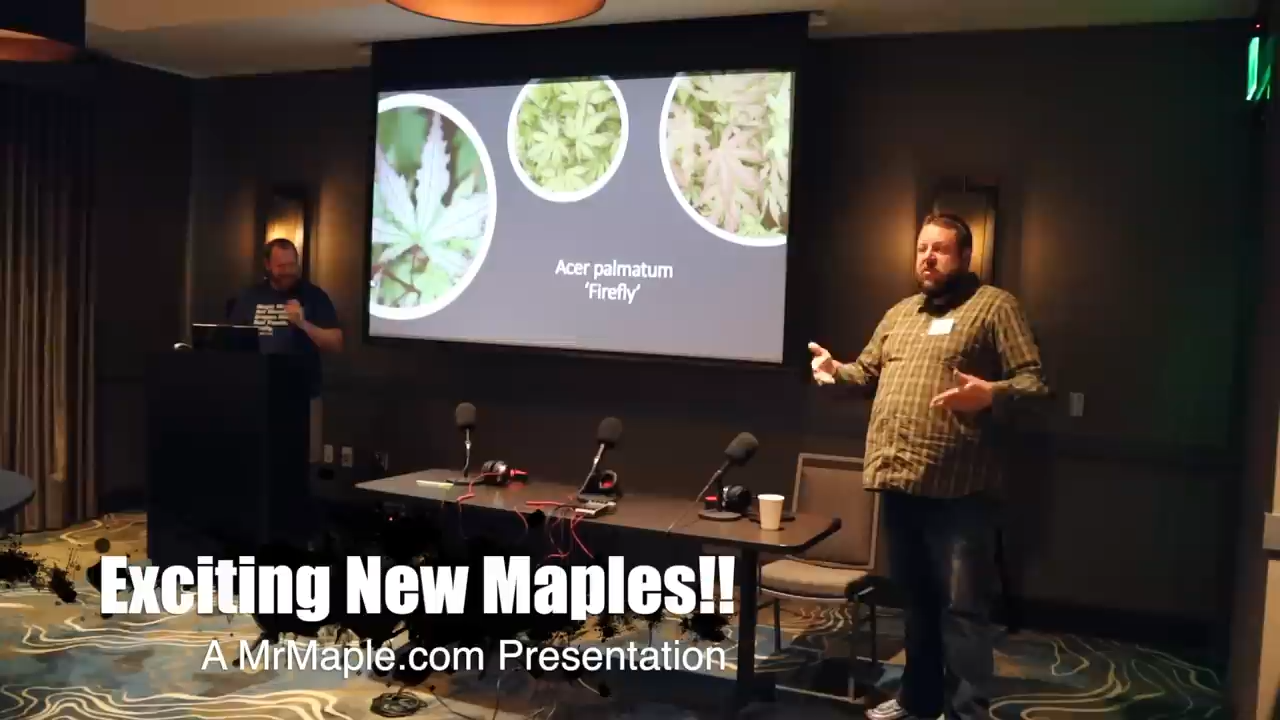 Acer palmatum
‘Firefly’
Exciting New Maples!!
A MrMaple.com Presentation